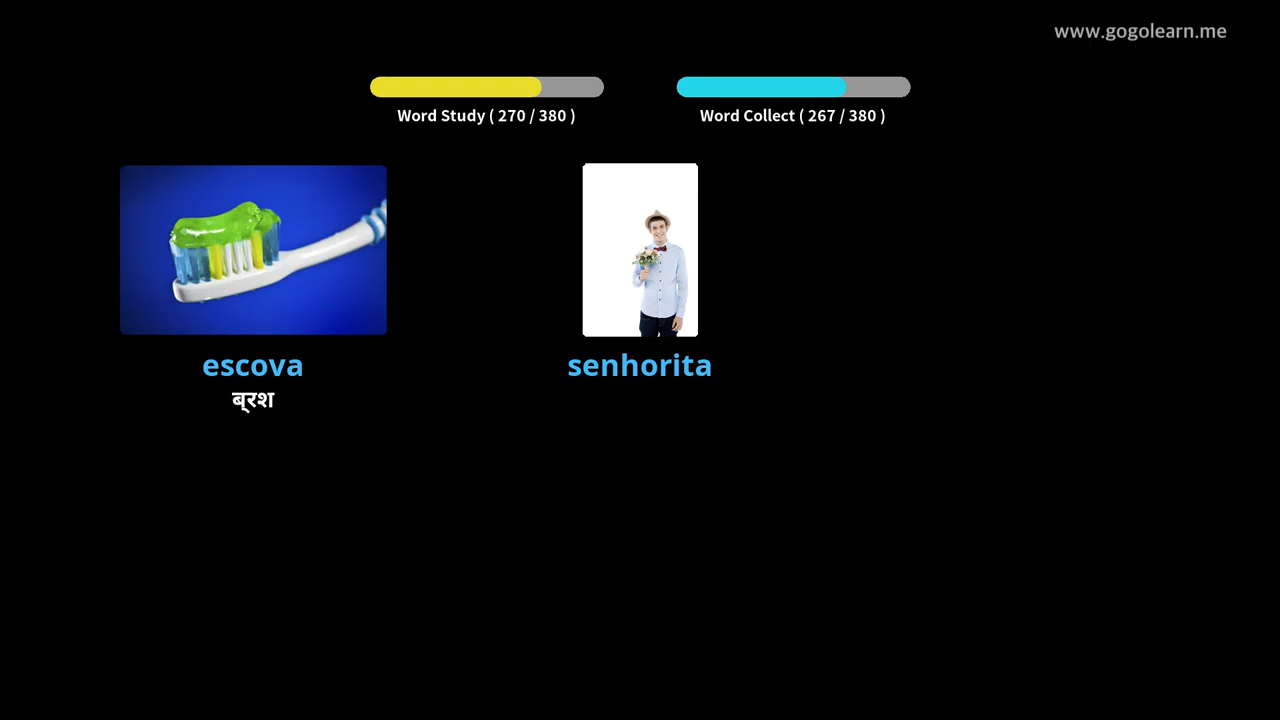 www.gogolearn.me
Word Study ( 270 / 380 )
Word Collect ( 267 / 380 )
escova
senhorita
ब्रश